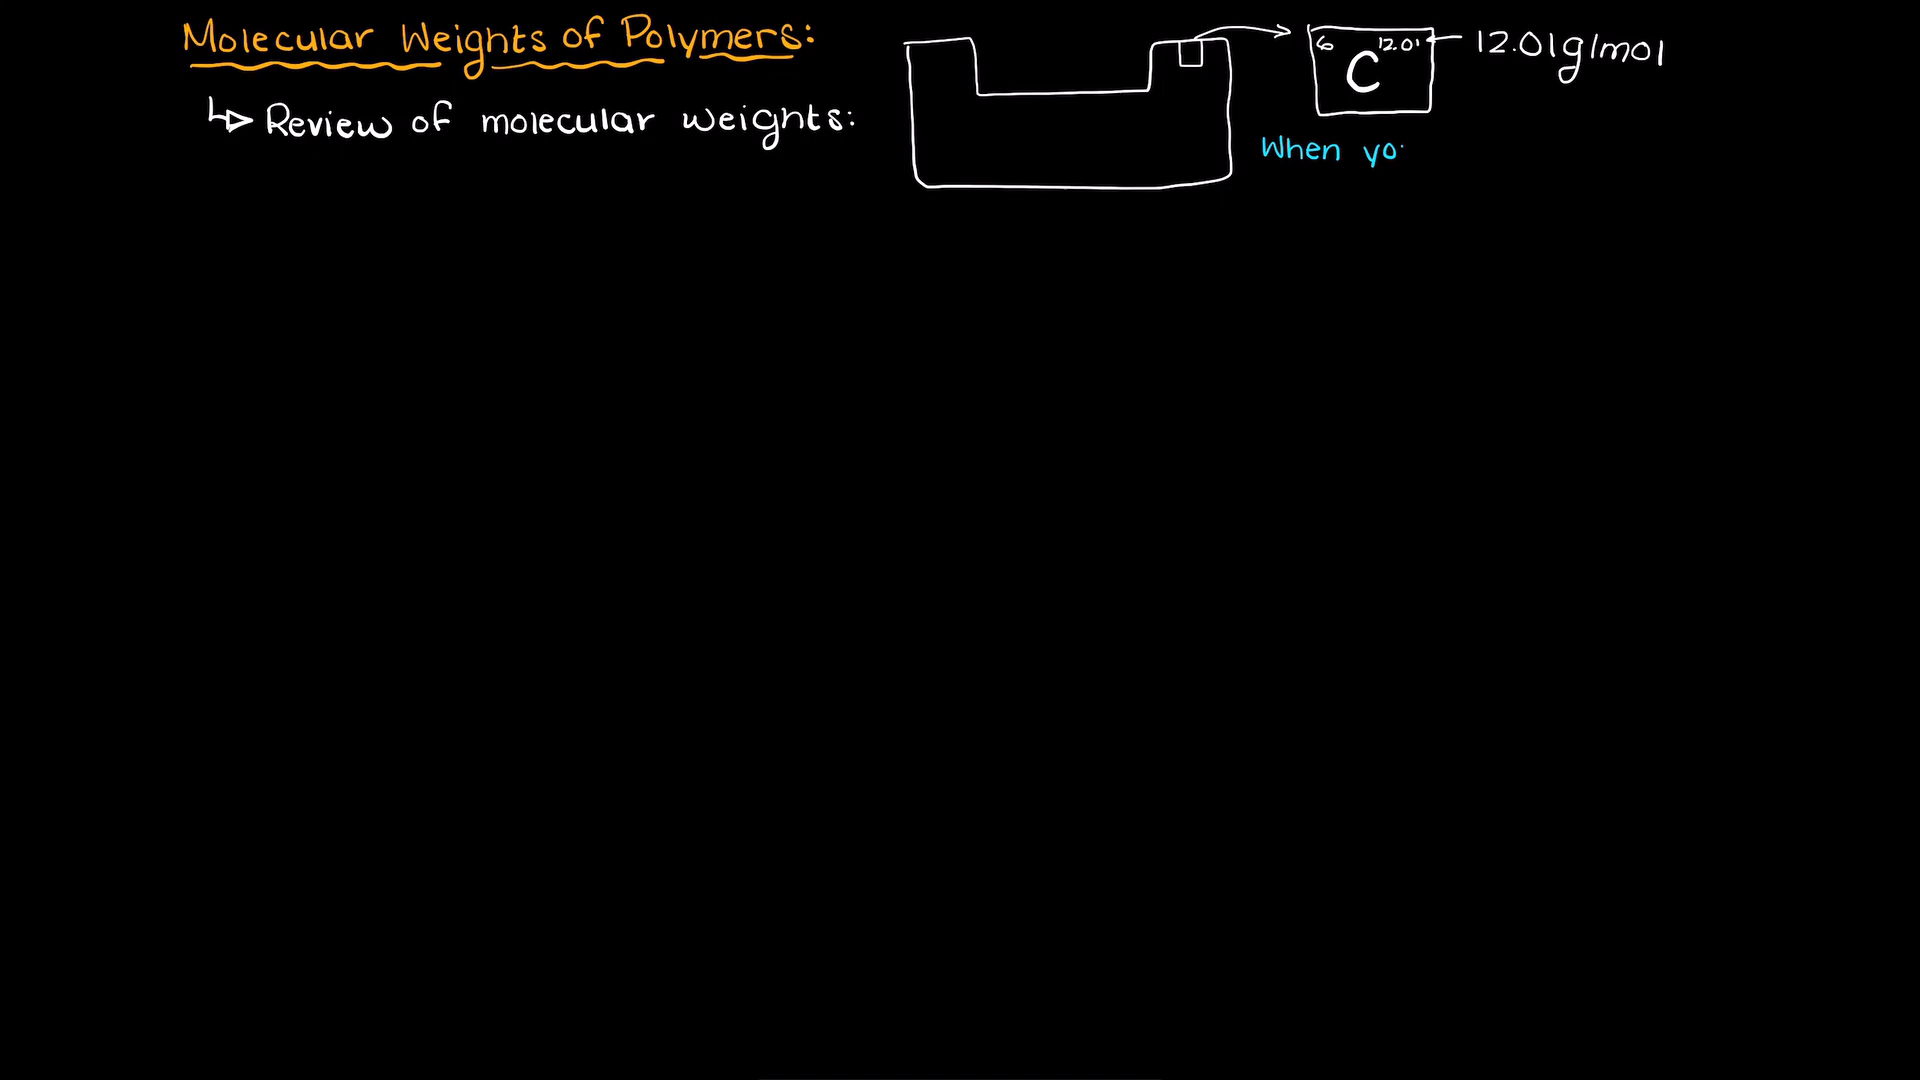 Molecular Weights of Polymers:
↳ Review of molecular weights:
6 C 12.01
12.01g/mol
When yo